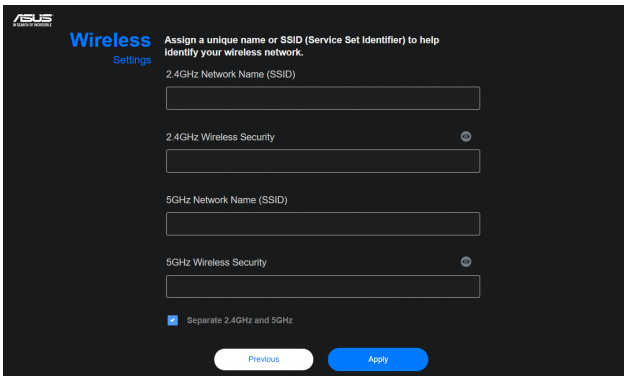 ASUS
IN SEARCH OF INCREDIBLE
Wireless
Settings
Assign a unique name or SSID (Service Set Identifier) to help
identify your wireless network.
2.4GHz Network Name (SSID)
2.4GHz Wireless Security
5GHz Network Name (SSID)
5GHz Wireless Security
Separate 2.4GHz and 5GHz
Previous
Apply